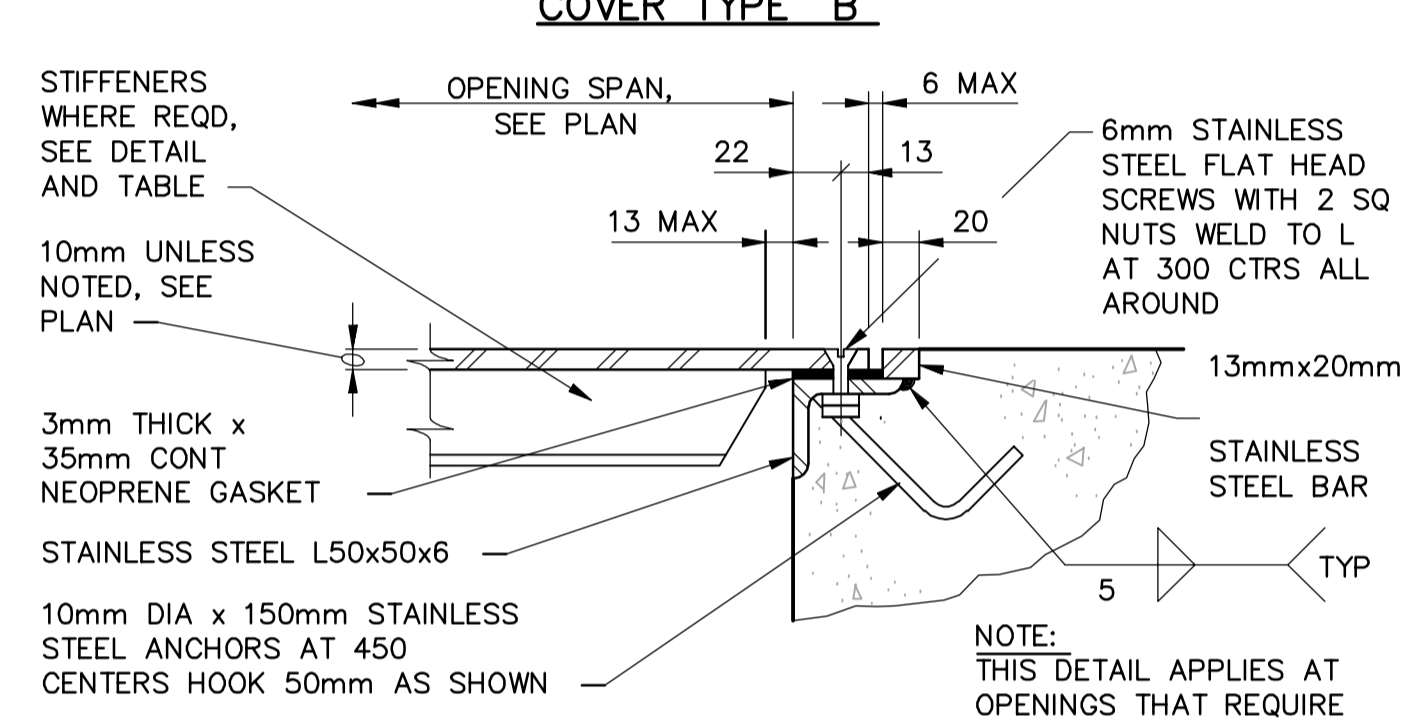 COVER TYPE B
STIFFENERS
WHERE REQD,
SEE DETAIL
AND TABLE
OPENING SPAN,
SEE PLAN
6 MAX
22
13
13 MAX
20
6mm STAINLESS
STEEL FLAT HEAD
SCREWS WITH 2 SQ
NUTS WELD TO L
AT 300 CTRS ALL
AROUND
10mm UNLESS
NOTED, SEE
PLAN
13mmx20mm
STAINLESS
STEEL BAR
3mm THICK x
35mm CONT
NEOPRENE GASKET
STAINLESS STEEL L50x50x6
5
TYP
10mm DIA x 150mm STAINLESS
STEEL ANCHORS AT 450
CENTERS HOOK 50mm AS SHOWN
NOTE:
THIS DETAIL APPLIES AT
OPENINGS THAT REQUIRE